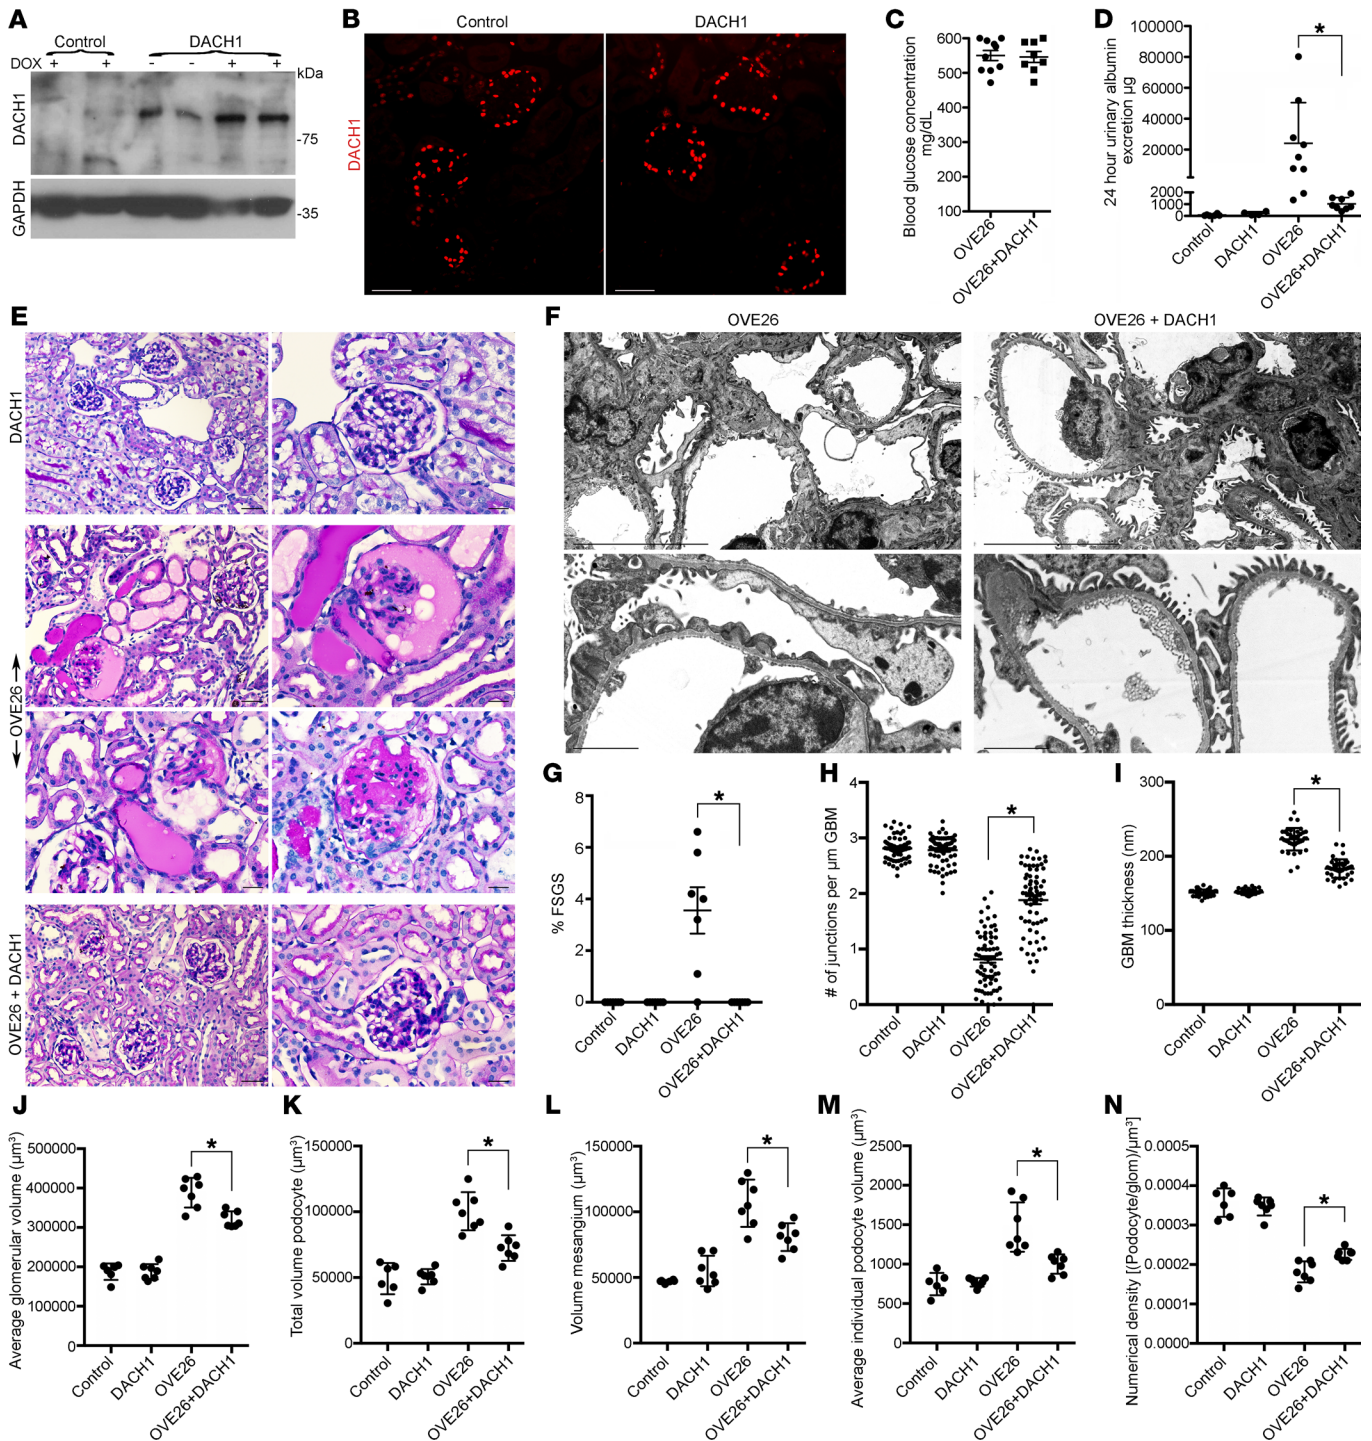 A
Control
DACH1
DOX + + - - + +
kDa
DACH1
-75
GAPDH
-35
B
Control
DACH1
DACH1
C
Blood glucose concentration
mg/dL
600
500
400
300
200
100
OVE26
OVE26+DACH1
D
24 hour urinary albumin
excretion µg
100000
80000
60000
40000
20000
2000
1000
0
*
Control
DACH1
OVE26
OVE26+DACH1
E
DACH1
OVE26
OVE26 + DACH1
F
OVE26
OVE26 + DACH1
G
% FSGS
8
6
4
2
0
*
Control
DACH1
OVE26
OVE26+DACH1
H
# of junctions per µm GBM
4
3
2
1
0
*
Control
DACH1
OVE26
OVE26+DACH1
I
GBM thickness (nm)
300
200
100
0
*
Control
DACH1
OVE26
OVE26+DACH1
J
Average glomerular volume (µm³)
500000
400000
300000
200000
100000
0
*
Control
DACH1
OVE26
OVE26+DACH1
K
Total volume podocyte (µm³)
150000
100000
50000
0
*
Control
DACH1
OVE26
OVE26+DACH1
L
Volume mesangium (µm³)
150000
100000
50000
0
*
Control
DACH1
OVE26
OVE26+DACH1
M
Average individual podocyte volume (µm³)
2500
2000
1500
1000
500
0
*
Control
DACH1
OVE26
OVE26+DACH1
N
Numerical density [(Podocyte/glom)/µm³]
0.0005
0.0004
0.0003
0.0002
0.0001
0.0000
*
Control
DACH1
OVE26
OVE26+DACH1